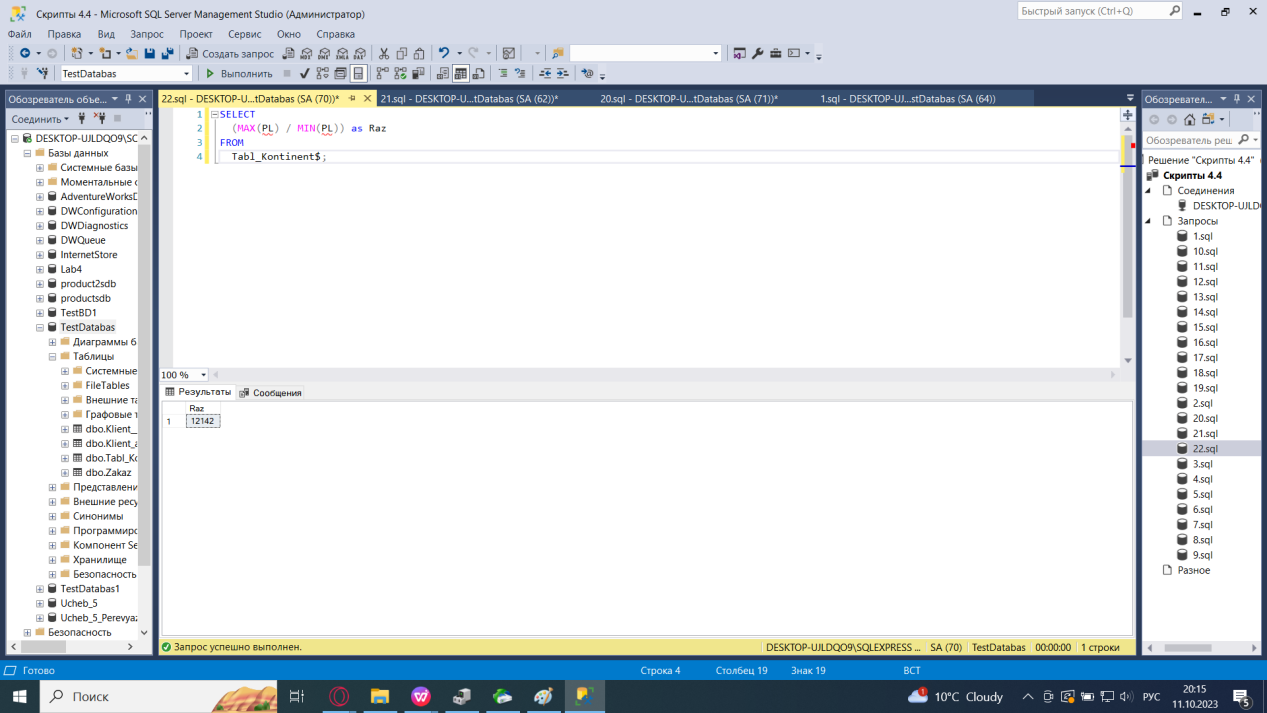 Скрипты 4.4 - Microsoft SQL Server Management Studio (Администратор)
Быстрый запуск (Ctrl+Q)
Файл Правка Вид Запрос Проект Сервис Окно Справка
Создать запрос
TestDatabas
Выполнить
Обозреватель объе...
22.sql - DESKTOP-U...tDatabas (SA (70))*
21.sql - DESKTOP-U...tDatabas (SA (62))*
20.sql - DESKTOP-U...tDatabas (SA (71))*
1.sql - DESKTOP-U...stDatabas (SA (64))
Обозревател...
Соединить
DESKTOP-UJLDQO9\SC
Базы данных
Системные базы
Моментальные с
AdventureWorksD
DWConfiguration
DWDiagnostics
DWQueue
InternetStore
Lab4
product2sdb
productsdb
TestBD1
TestDatabas
Диаграммы б
Таблицы
Системные
FileTables
Внешние та
Графовые т
dbo.Klient_
dbo.Klient_a
dbo.Tabl_Ko
dbo.Zakaz
Представлени
Внешние ресу
Синонимы
Программирс
Компонент Se
Хранилище
Безопасность
TestDatabas1
Ucheb_5
Ucheb_5_Perevyaz
Безопасность
1 SELECT
2 (MAX(PL) / MIN(PL)) as Raz
3 FROM
4 Tabl_Kontinent$;
100 %
Результаты Сообщения
Raz
1 12142
Запрос успешно выполнен.
DESKTOP-UJLDQO9\SQLEXPRESS ... SA (70) TestDatabas 00:00:00 1 строки
Обозреватель реш
Решение "Скрипты 4.4"
Скрипты 4.4
Соединения
DESKTOP-UJLD
Запросы
1.sql
10.sql
11.sql
12.sql
13.sql
14.sql
15.sql
16.sql
17.sql
18.sql
19.sql
2.sql
20.sql
21.sql
22.sql
3.sql
4.sql
5.sql
6.sql
7.sql
8.sql
9.sql
Разное
Готово
Строка 4 Столбец 19 Знак 19 ВСТ
Поиск
1
10°C Cloudy
РУС
20:15
11.10.2023
5